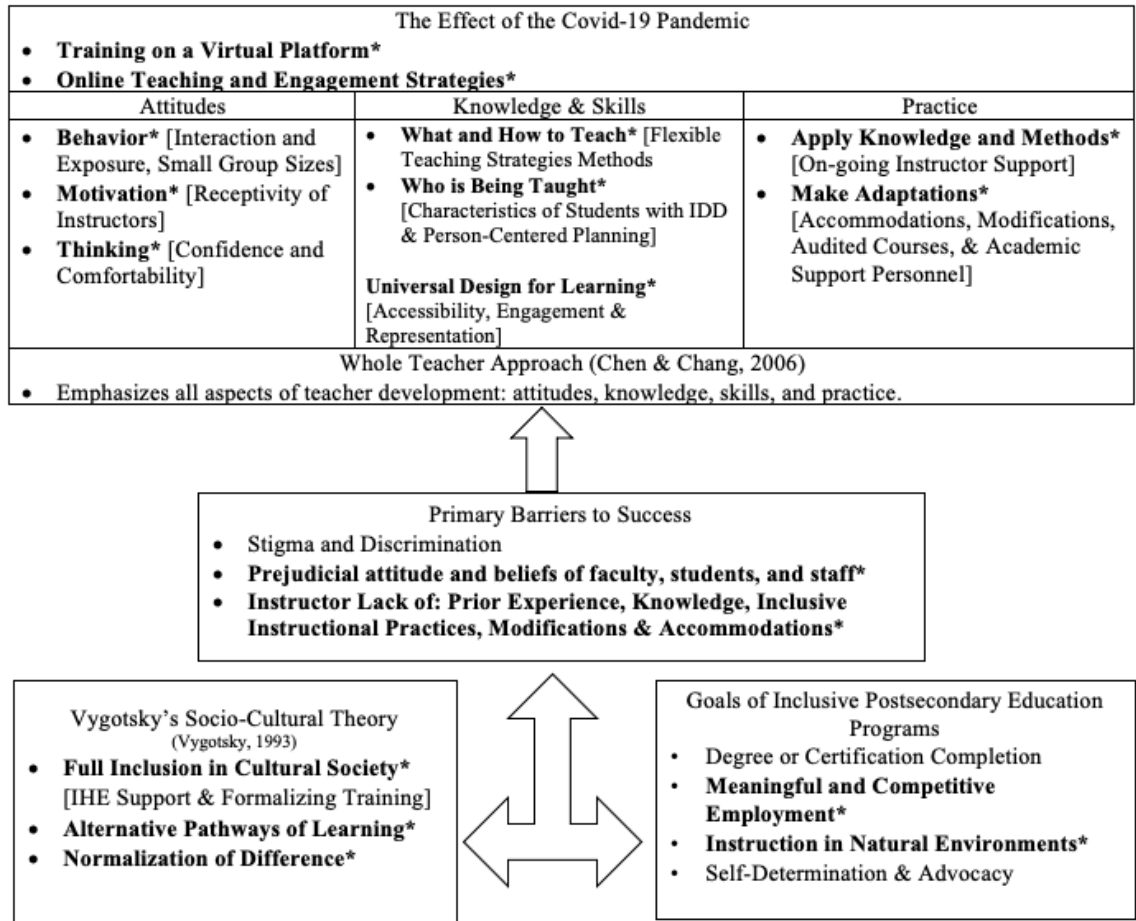 The Effect of the Covid-19 Pandemic
• Training on a Virtual Platform*
• Online Teaching and Engagement Strategies*
Attitudes
• Behavior* [Interaction and
Exposure, Small Group Sizes]
• Motivation* [Receptivity of
Instructors]
• Thinking* [Confidence and
Comfortability]
Knowledge & Skills
• What and How to Teach* [Flexible
Teaching Strategies Methods
• Who is Being Taught*
[Characteristics of Students with IDD
& Person-Centered Planning]
Universal Design for Learning*
[Accessibility, Engagement &
Representation]
Practice
• Apply Knowledge and Methods*
[On-going Instructor Support]
• Make Adaptations*
[Accommodations, Modifications,
Audited Courses, & Academic
Support Personnel]
Whole Teacher Approach (Chen & Chang, 2006)
• Emphasizes all aspects of teacher development: attitudes, knowledge, skills, and practice.
Primary Barriers to Success
• Stigma and Discrimination
• Prejudicial attitude and beliefs of faculty, students, and staff*
• Instructor Lack of: Prior Experience, Knowledge, Inclusive
Instructional Practices, Modifications & Accommodations*
Vygotsky's Socio-Cultural Theory
(Vygotsky, 1993)
• Full Inclusion in Cultural Society*
[IHE Support & Formalizing Training]
• Alternative Pathways of Learning*
• Normalization of Difference*
Goals of Inclusive Postsecondary Education
Programs
• Degree or Certification Completion
• Meaningful and Competitive
Employment*
• Instruction in Natural Environments*
• Self-Determination & Advocacy